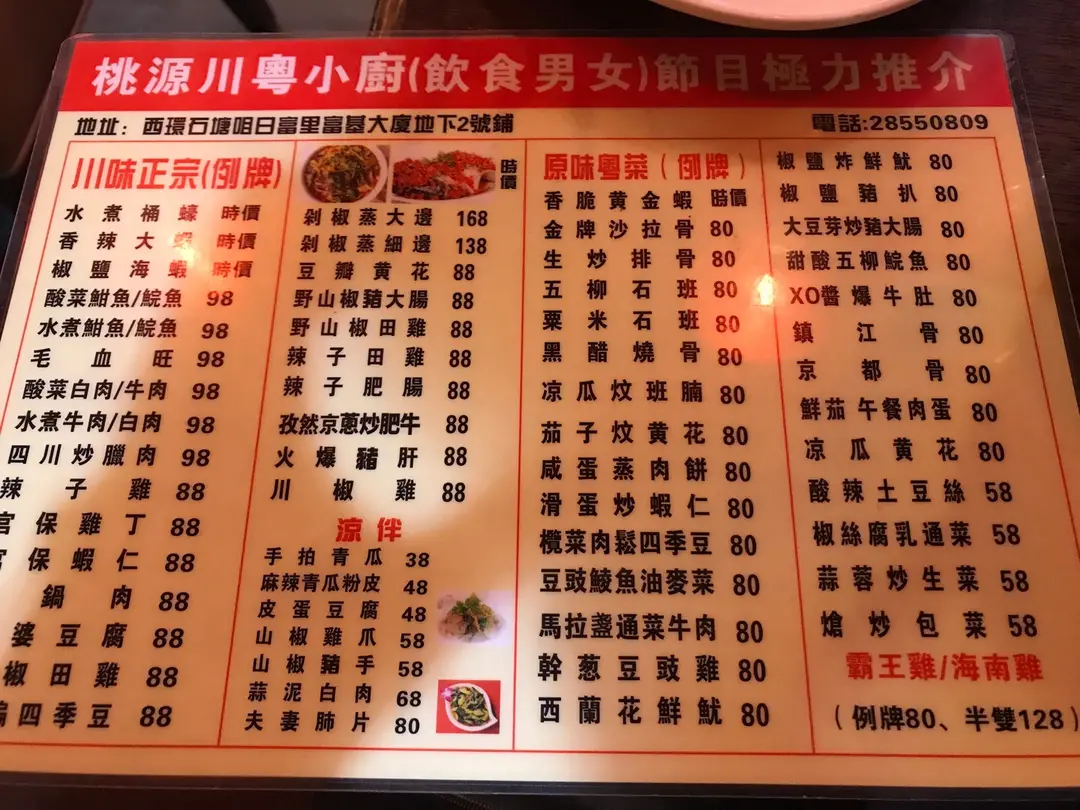 桃源川粵小廚(飲食男女)節目極力推介
地址：西環石塘咀日富里富基大廈地下2號鋪
電話:28550809
川味正宗(例牌)
水煮桶蠔 時價
香辣大蝦 時價
椒鹽海蝦 時價
酸菜鮒魚/鯇魚 98
水煮鮒魚/鯇魚 98
毛血旺 98
酸菜白肉/牛肉 98
水煮牛肉/白肉 98
四川炒臘肉 98
辣子雞 88
宮保雞丁 88
宮保蝦仁 88
鍋肉 88
婆豆腐 88
椒田雞 88
四季豆 88
時價
剁椒蒸大邊 168
剁椒蒸細邊 138
豆瓣黄花 88
野山椒豬大腸 88
野山椒田雞 88
辣子田雞 88
辣子肥腸 88
孜然京蔥炒肥牛 88
火爆豬肝 88
川椒雞 88
涼伴
手拍青瓜 38
麻辣青瓜粉皮 48
皮蛋豆腐 48
山椒雞爪 58
山椒豬手 58
蒜泥白肉 68
夫妻肺片 80
原味粵菜（例牌）
香脆黄金蝦 時價
金牌沙拉骨 80
生炒排骨 80
五柳石班 80
粟米石班 80
黑醋燒骨 80
凉瓜炆班腩 80
茄子炆黄花 80
咸蛋蒸肉餅 80
滑蛋炒蝦仁 80
欖菜肉鬆四季豆 80
豆豉鯪魚油麥菜 80
馬拉盞通菜牛肉 80
幹葱豆豉雞 80
西蘭花鮮魷 80
椒鹽炸鮮魷 80
椒鹽豬扒 80
大豆芽炒豬大腸 80
甜酸五柳鯇魚 80
XO醬爆牛肚 80
鎮江骨 80
京都骨 80
鮮茄午餐肉蛋 80
凉瓜黄花 80
酸辣土豆絲 58
椒絲腐乳通菜 58
蒜蓉炒生菜 58
熗炒包菜 58
霸王雞/海南雞
（例牌80、半雙128）